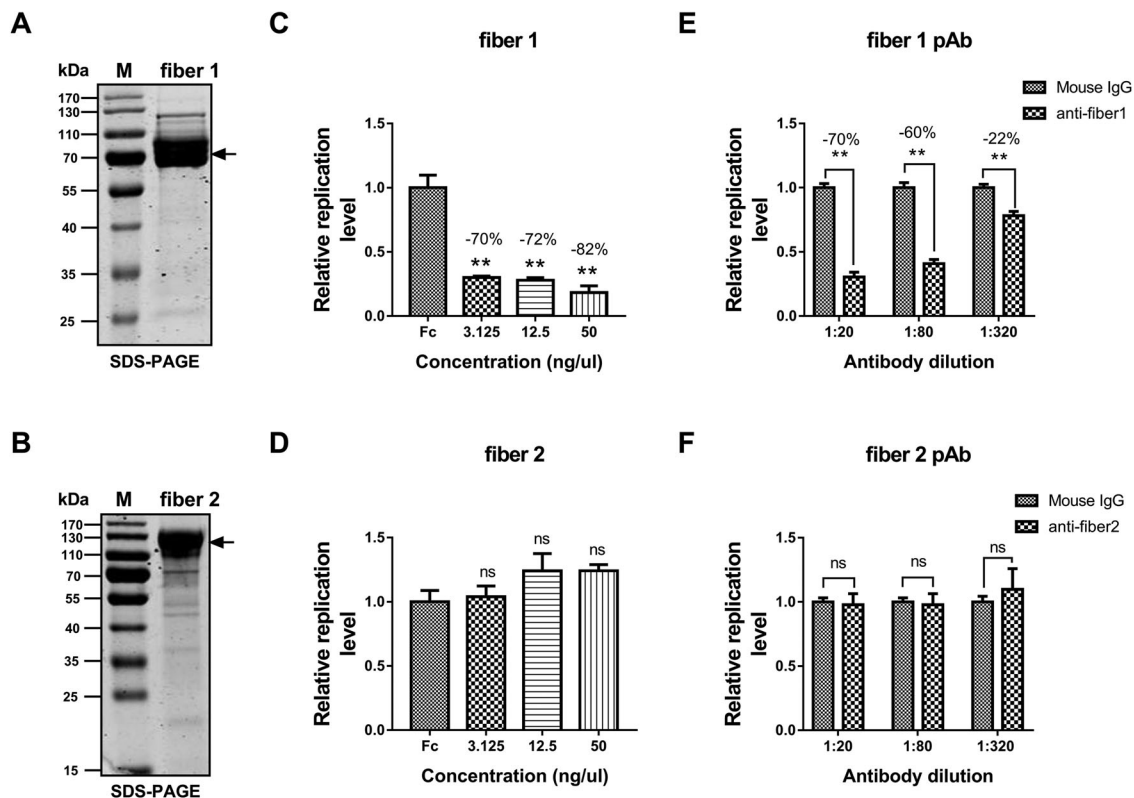 A
kDa M fiber 1
170
130
110
70
55
40
35
25
SDS-PAGE
C
fiber 1
Relative replication
level
1.5
1.0
0.5
0.0
-70%
**
-72%
**
-82%
**
Fc 3.125 12.5 50
Concentration (ng/ul)
E
fiber 1 pAb
Mouse IgG
anti-fiber1
Relative replication
level
1.5
1.0
0.5
0.0
-70%
**
-60%
**
-22%
**
1:20 1:80 1:320
Antibody dilution
B
kDa M fiber 2
170
130
110
70
55
40
35
25
15
SDS-PAGE
D
fiber 2
Relative replication
level
1.5
1.0
0.5
0.0
ns
ns
ns
Fc 3.125 12.5 50
Concentration (ng/ul)
F
fiber 2 pAb
Mouse IgG
anti-fiber2
Relative replication
level
1.5
1.0
0.5
0.0
ns
ns
ns
1:20 1:80 1:320
Antibody dilution